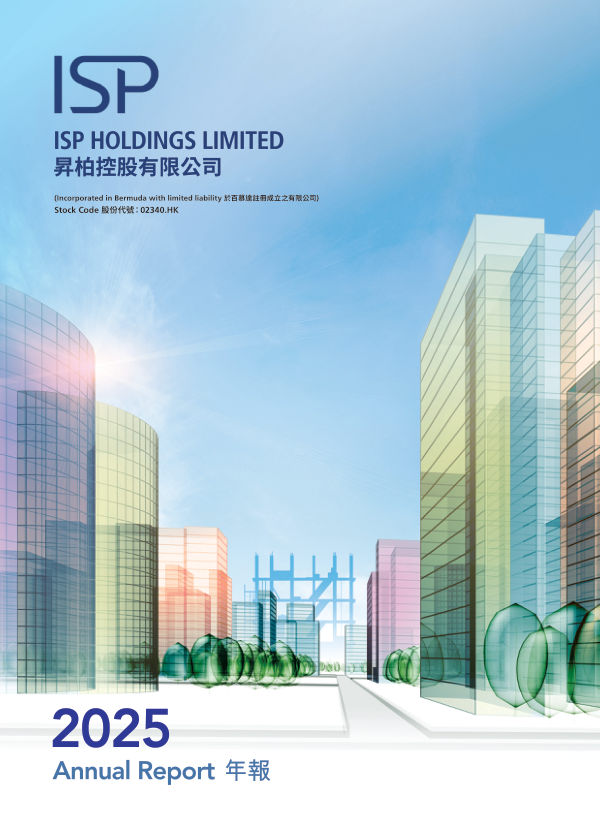 ISP
ISP HOLDINGS LIMITED
昇柏控股有限公司
(Incorporated in Bermuda with limited liability 於百慕達註冊成立之有限公司)
Stock Code 股份代號 : 02340.HK
2025
Annual Report 年報